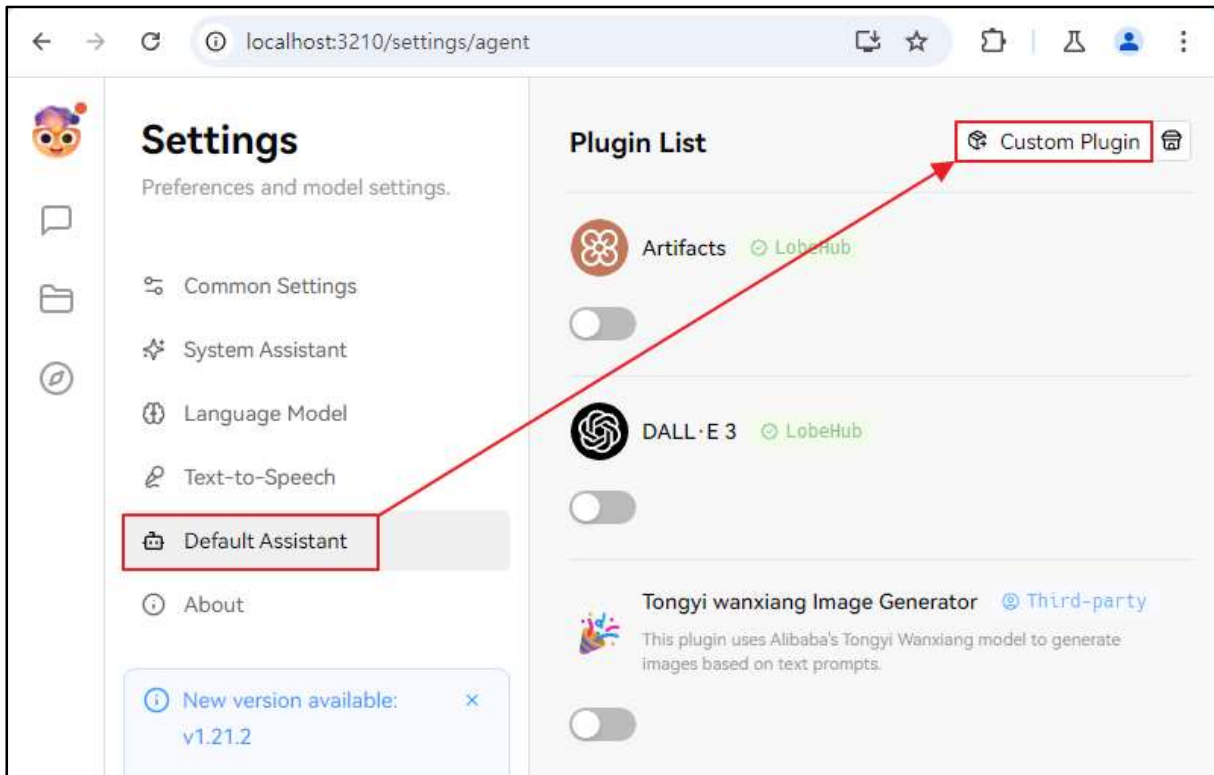 localhost:3210/settings/agent
Settings
Preferences and model settings.
Common Settings
System Assistant
Language Model
Text-to-Speech
Default Assistant
About
New version available:
v1.21.2
Plugin List
Custom Plugin
Artifacts LobeHub
DALL·E 3 LobeHub
Tongyi wanxiang Image Generator Third-party
This plugin uses Alibaba's Tongyi Wanxiang model to generate
images based on text prompts.